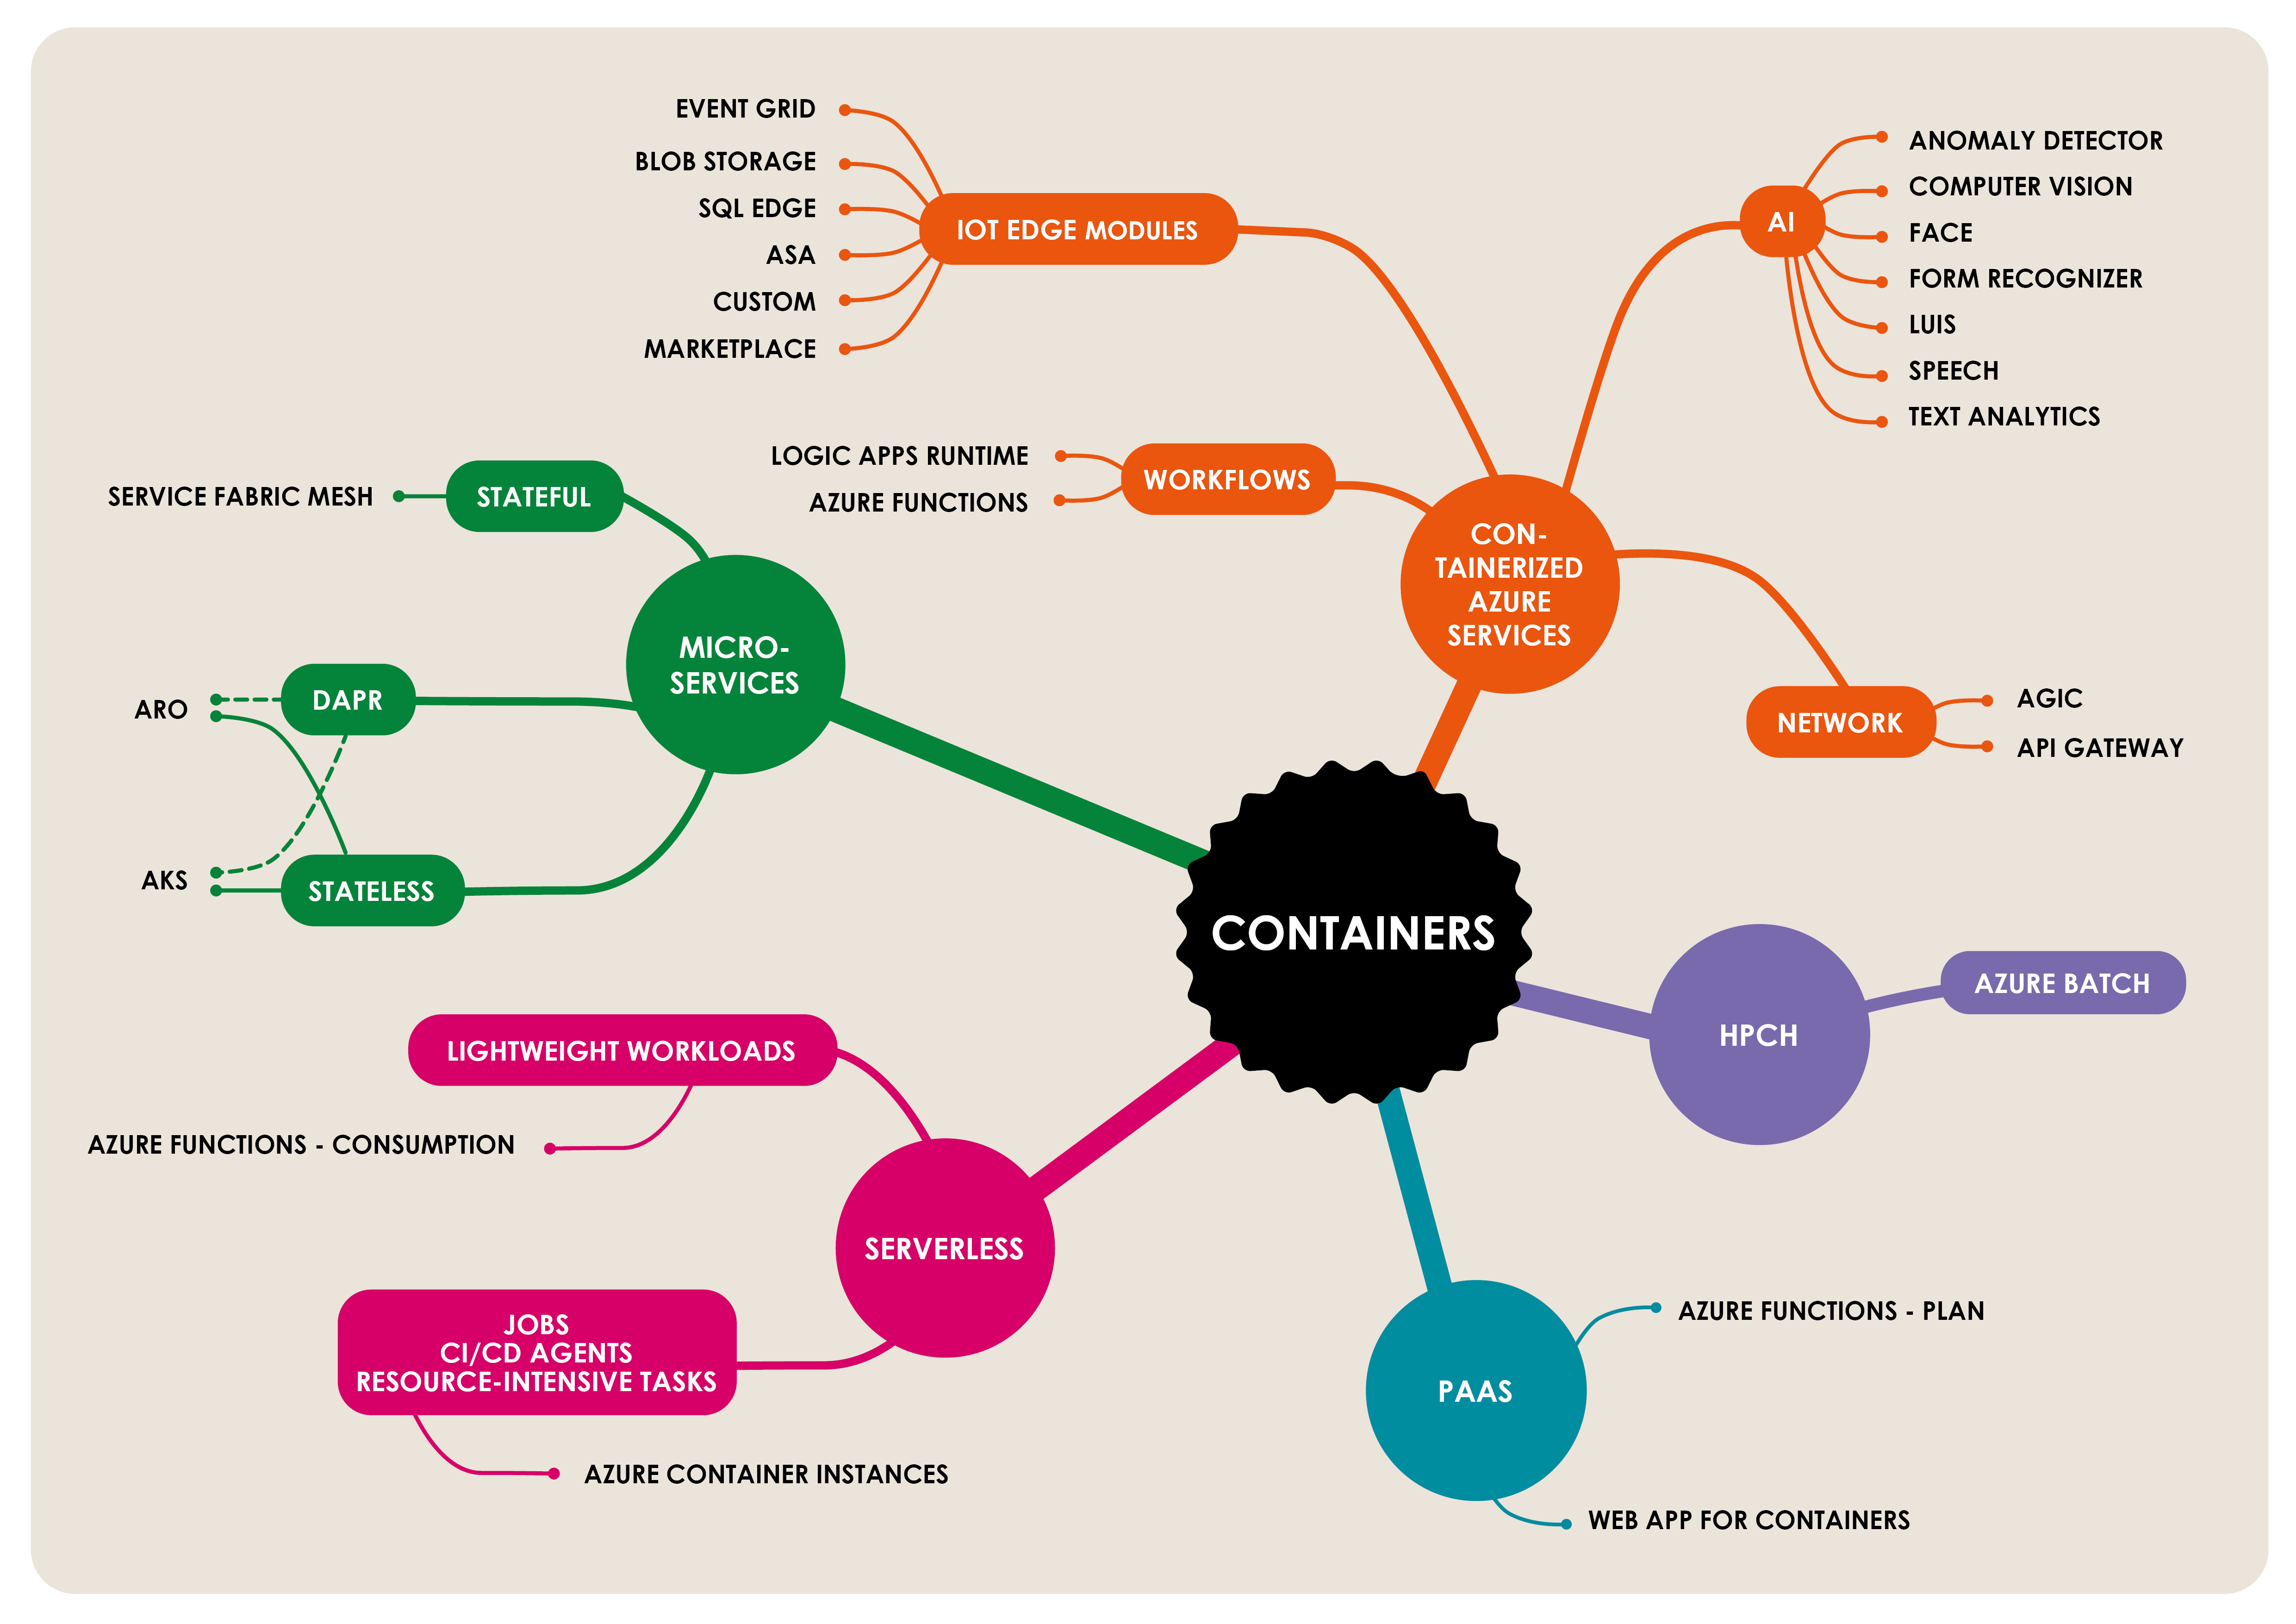 EVENT GRID
BLOB STORAGE
SQL EDGE
ASA
CUSTOM
MARKETPLACE
IOT EDGE MODULES
AI
ANOMALY DETECTOR
COMPUTER VISION
FACE
FORM RECOGNIZER
LUIS
SPEECH
TEXT ANALYTICS
LOGIC APPS RUNTIME
AZURE FUNCTIONS
WORKFLOWS
CON-
TAINERIZED
AZURE
SERVICES
NETWORK
AGIC
API GATEWAY
SERVICE FABRIC MESH
STATEFUL
MICRO-
SERVICES
ARO
DAPR
AKS
STATELESS
CONTAINERS
HPCH
AZURE BATCH
LIGHTWEIGHT WORKLOADS
AZURE FUNCTIONS - CONSUMPTION
SERVERLESS
JOBS
CI/CD AGENTS
RESOURCE-INTENSIVE TASKS
AZURE CONTAINER INSTANCES
PAAS
AZURE FUNCTIONS - PLAN
WEB APP FOR CONTAINERS